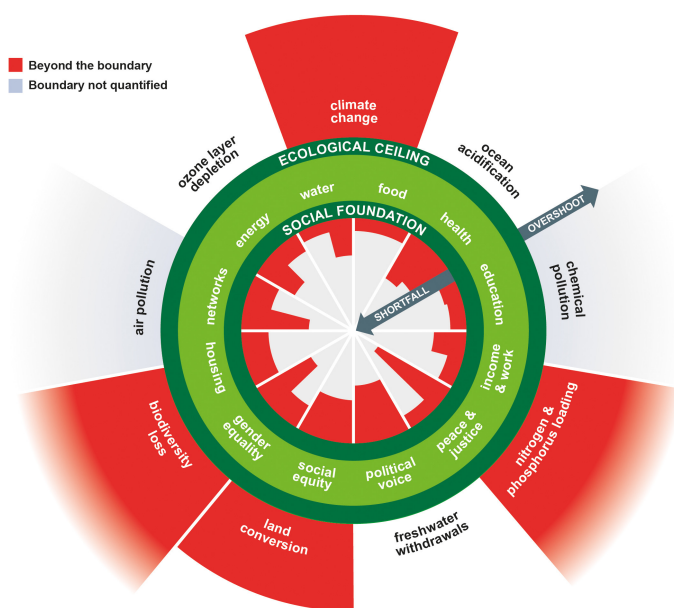 Beyond the boundary
Boundary not quantified
climate
change
ozone layer
depletion
ocean
acidification
ECOLOGICAL CEILING
OVERSHOOT
water
food
energy
health
SOCIAL FOUNDATION
SHORTFALL
networks
education
air pollution
chemical
pollution
housing
income
& work
gender
equality
peace &
justice
social
equity
political
voice
biodiversity
loss
nitrogen &
phosphorus loading
land
conversion
freshwater
withdrawals